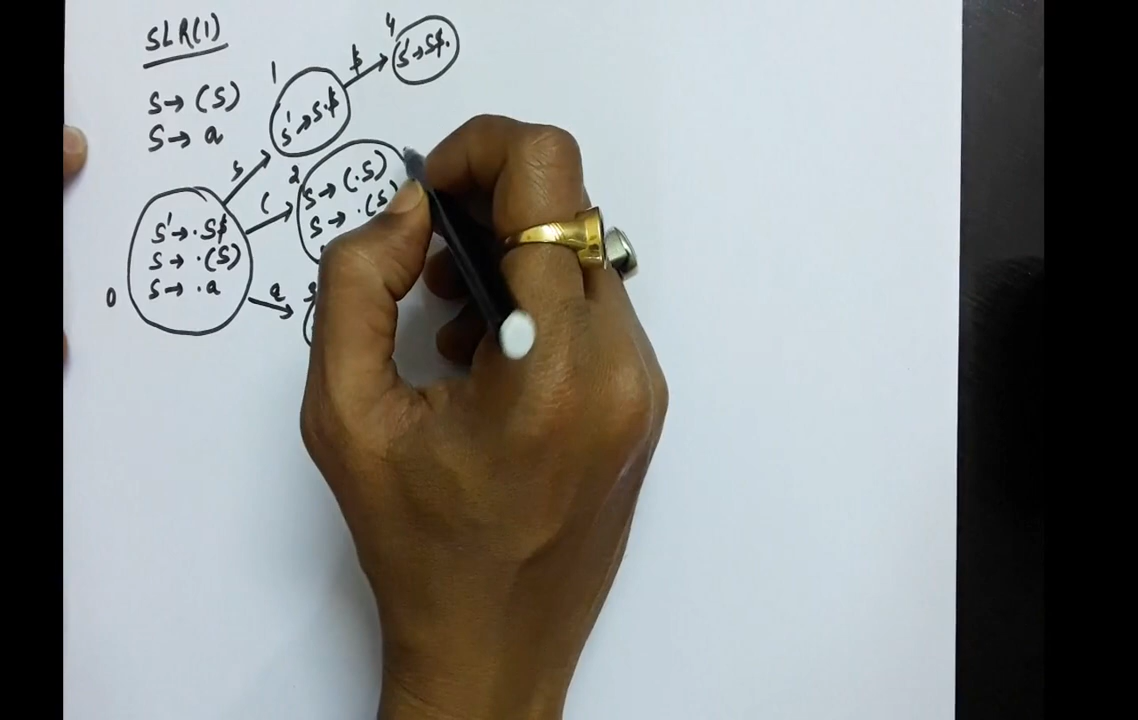 SLR(1)
S → (S)
S → a
4
S' → S$.
$
1
S' → S.$
S
2
(
S → (.S)
S → .(S)
S' → .S$
S → .(S)
S → .a
0
a